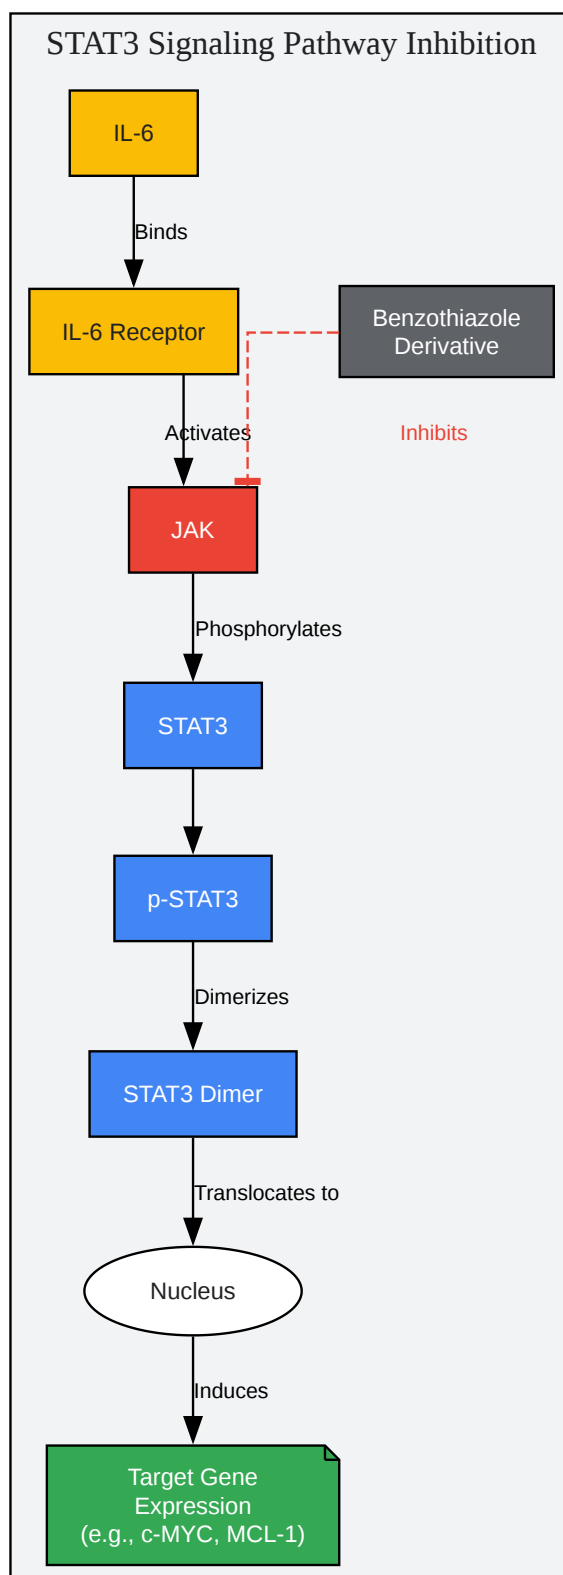 STAT3 Signaling Pathway Inhibition
IL-6
Binds
IL-6 Receptor
Benzothiazole
Derivative
Activates
Inhibits
JAK
Phosphorylates
STAT3
p-STAT3
Dimerizes
STAT3 Dimer
Translocates to
Nucleus
Induces
Target Gene
Expression
(e.g., c-MYC, MCL-1)